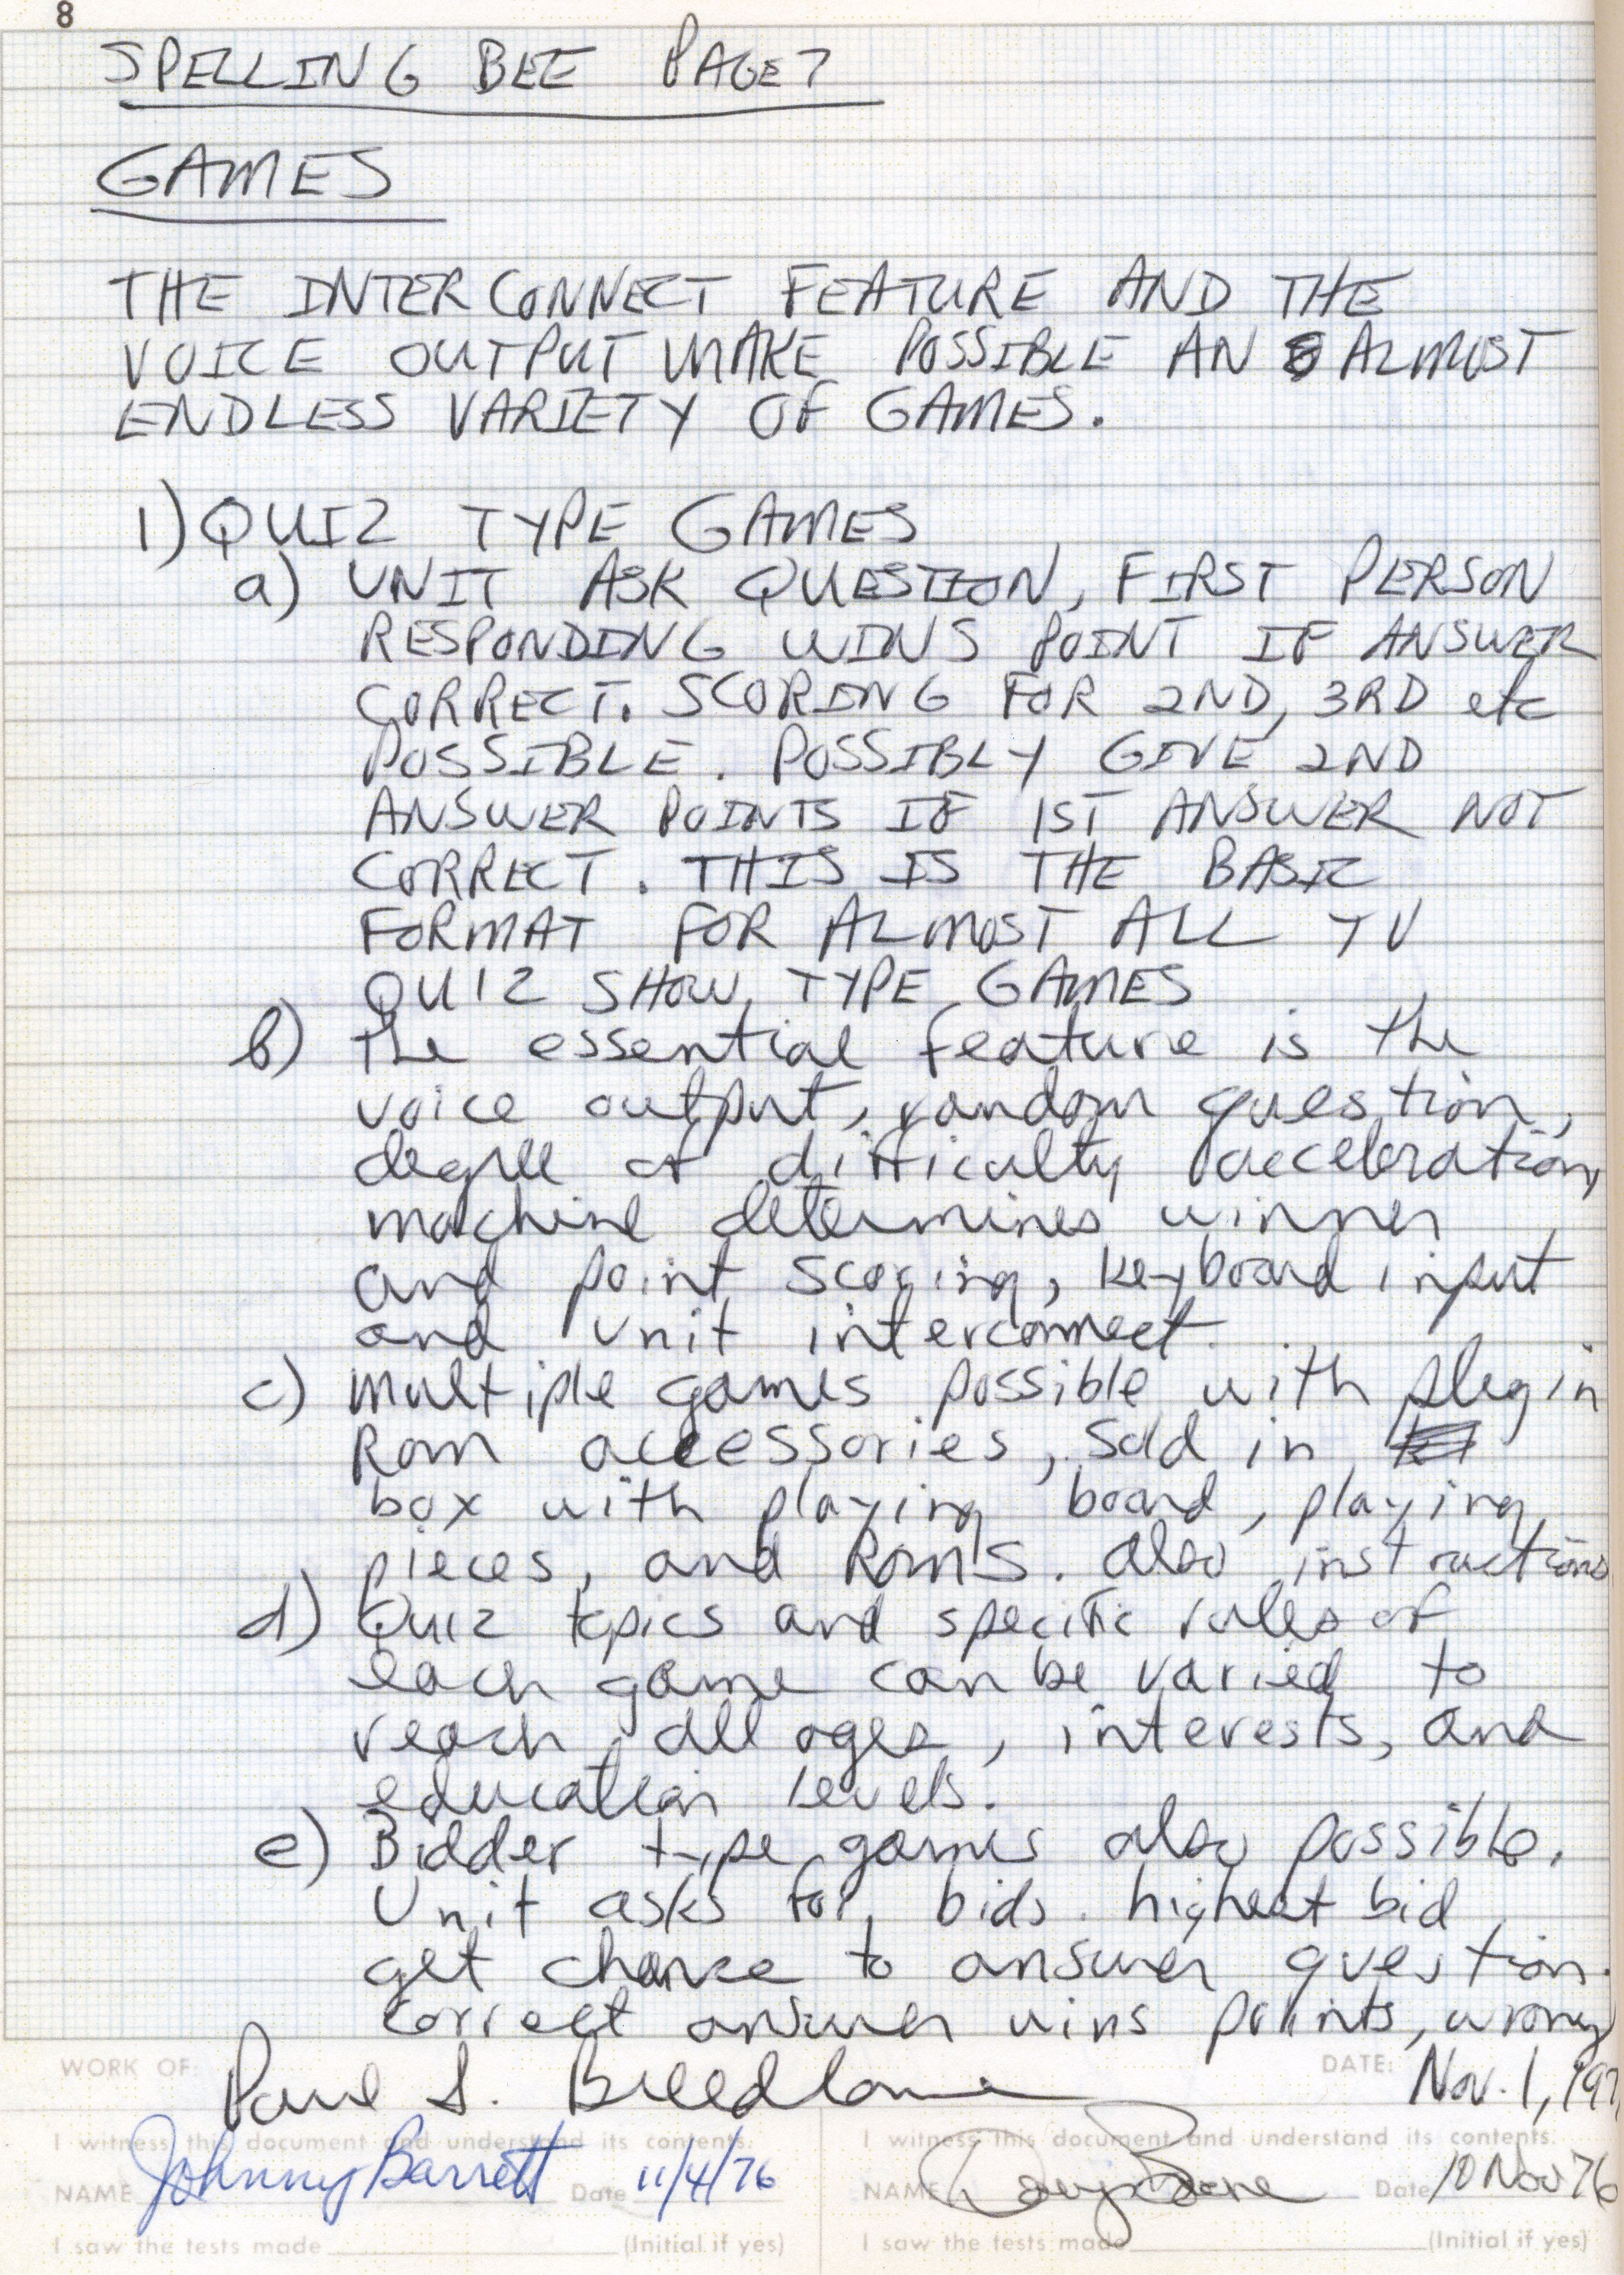 8
SPELLING BEE PAGE 7
GAMES
THE INTERCONNECT FEATURE AND THE
VOICE OUTPUT MAKE POSSIBLE AN ALMOST
ENDLESS VARIETY OF GAMES.
1) QUIZ TYPE GAMES
a) UNIT ASK QUESTION, FIRST PERSON
RESPONDING WINS POINT IF ANSWER
CORRECT. SCORING FOR 2ND, 3RD etc
POSSIBLE. POSSIBLY GIVE 2ND
ANSWER POINTS IF 1ST ANSWER NOT
CORRECT. THIS IS THE BASIC
FORMAT FOR ALMOST ALL TV
QUIZ SHOW TYPE GAMES
b) The essential feature is the
voice output, random question,
degree of difficulty acceleration,
machine determines winner
and point scoring, keyboard input
and unit interconnect.
c) Multiple games possible with plug in
Rom accessories, sold in
box with playing board, playing
pieces, and Roms. Also instructions
d) Quiz topics and specific rules of
each game can be varied to
reach all ages, interests, and
education levels.
e) Bidder type games also possible.
Unit asks for bids. highest bid
get chance to answer question.
Correct answer wins points, wrong
WORK OF: Paul S. Breedlove DATE: Nov. 1, 197
I witness this document and understand its contents. I witness this document and understand its contents.
NAME Johnny Barrett Date 11/4/76 NAME Date 10 Nov 76
I saw the tests made (Initial if yes) I saw the tests made (Initial if yes)